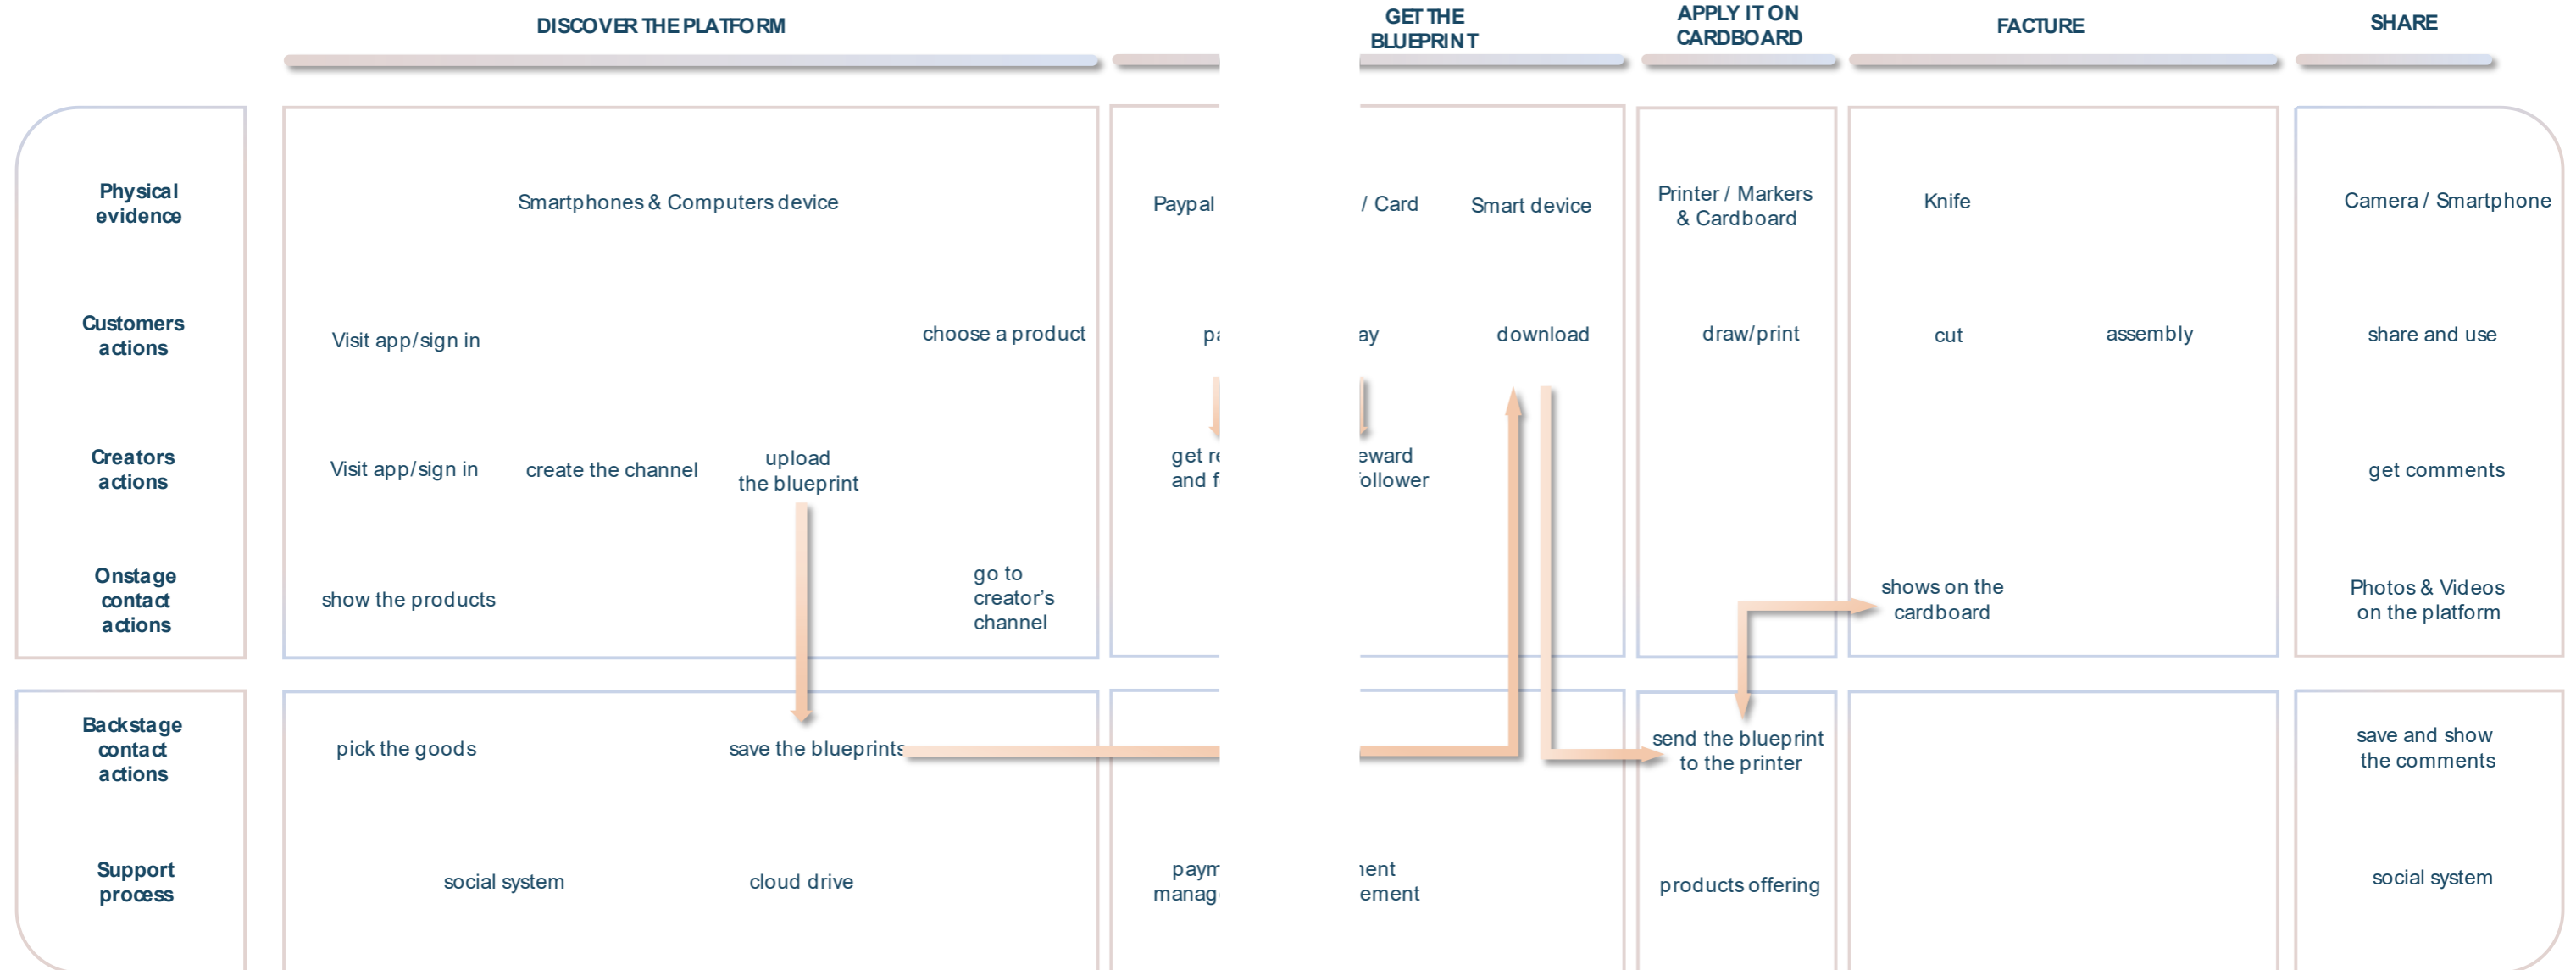 DISCOVER THE PLATFORM
GET THE
BLUEPRINT
APPLY IT ON
CARDBOARD
FACTURE
SHARE
Physical
evidence
Smartphones & Computers device
Paypal / Card
Smart device
Printer / Markers
& Cardboard
Knife
Camera / Smartphone
Customers
actions
Visit app/sign in
choose a product
download
draw/print
cut
assembly
share and use
Creators
actions
Visit app/sign in
create the channel
upload
the blueprint
get
and
get comments
Onstage
contact
actions
show the products
go to
creator's
channel
shows on the
cardboard
Photos & Videos
on the platform
Backstage
contact
actions
pick the goods
save the blueprints
send the blueprint
to the printer
save and show
the comments
Support
process
social system
cloud drive
products offering
social system